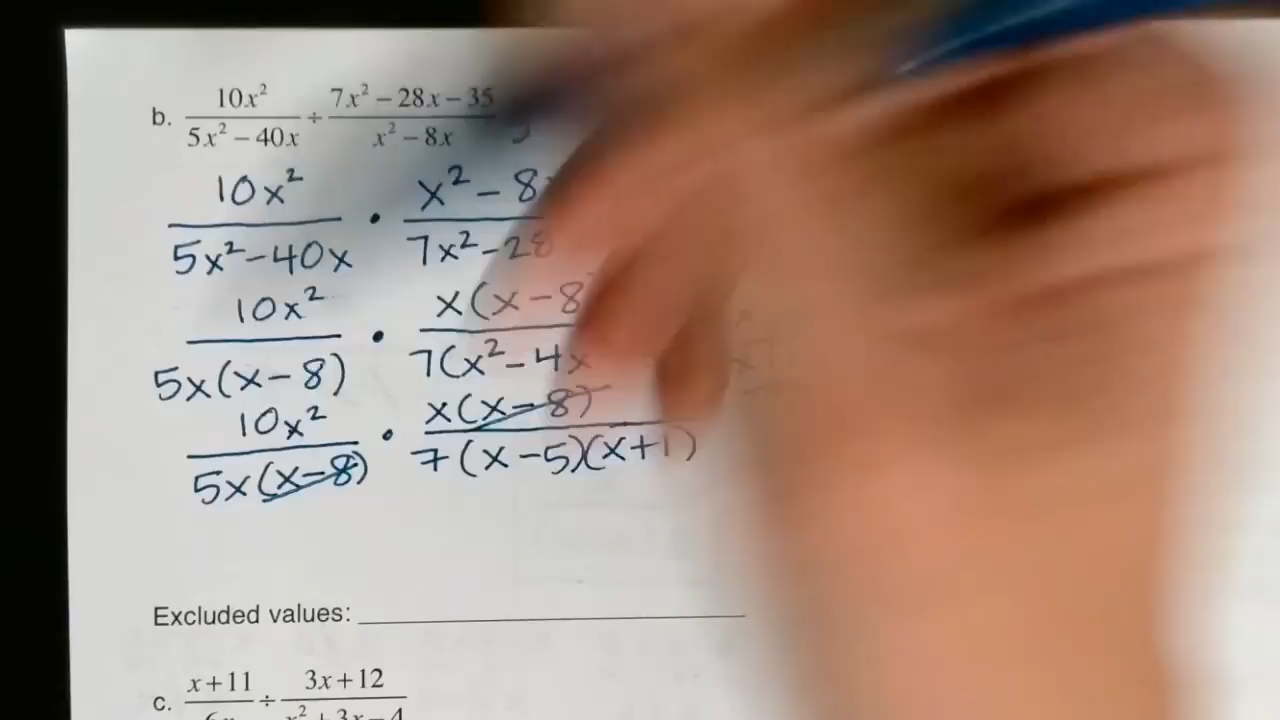 b. 10x²/(5x² − 40x) ÷ (7x² − 28x − 35)/(x² − 8x)
10x²/(5x² − 40x) · (x² − 8)/(7x² − 28)
10x²/(5x(x − 8)) · x(x − 8)/7(x² − 4x
10x²/(5x(x − 8)) · x(x − 8)/(7(x − 5)(x + 1))
Excluded values:
c. (x + 11)/6x ÷ (3x + 12)/(x² + 3x − 4)